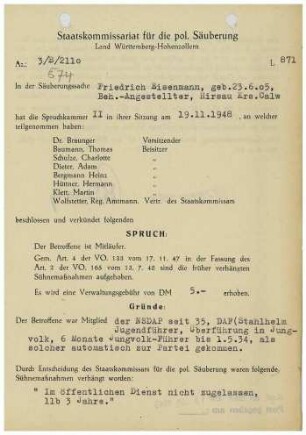 Staatskommissariat für die pol. Säuberung
Land Württemberg-Hohenzollern
Az.: 3/E/2110 L 871
674
In der Säuberungssache Friedrich Eisenmann, geb.23.6.05,
Beh.-Angestellter, Hirsau Krs.Calw
hat die Spruchkammer II in ihrer Sitzung am 19.11.1948 , an welcher
teilgenommen haben:
Dr. Braunger Vorsitzender
Baumann, Thomas Beisitzer
Schulze, Charlotte "
Dieter, Adam "
Bergmann Heinz "
Hüttner, Hermann "
Klett, Martin "
Wolfstetter, Reg. Amtmann. Vertr. des Staatskommissars
beschlossen und verkündet folgenden
SPRUCH:
Der Betroffene ist Mitläufer.
Gem. Art. 4 der VO. 133 vom 17. 11. 47 in der Fassung des
Art. 3 der VO. 165 vom 13. 7. 48 sind die früher verhängten
Sühnemaßnahmen aufgehoben.
Es wird eine Verwaltungsgebühr von DM 5.- erhoben.
Gründe:
Der Betroffene war Mitglied der NSDAP seit 35, DAF(Stahlhelm
Jugendführer, Überführung in Jung-
volk, 6 Monate Jungvolk-Führer bis 1.5.34, als
solcher automatisch zur Partei gekommen.
Durch Entscheidung des Staatskommissars für die pol. Säuberung waren folgende
Sühnemaßnahmen verhängt worden:
" Im öffentlichen Dienst nicht zugelassen,
llb 3 Jahre."